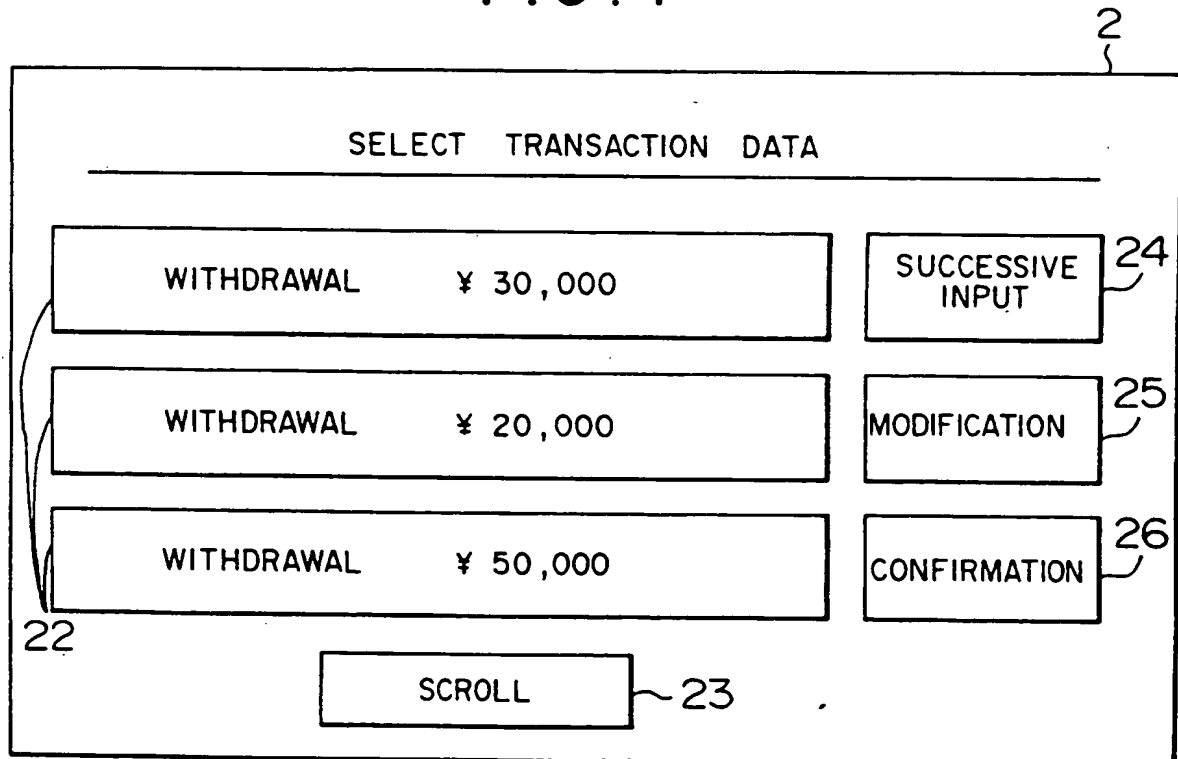 2
SELECT TRANSACTION DATA
WITHDRAWAL ¥ 30,000
SUCCESSIVE
INPUT
24
WITHDRAWAL ¥ 20,000
MODIFICATION
25
WITHDRAWAL ¥ 50,000
CONFIRMATION
26
22
SCROLL
23